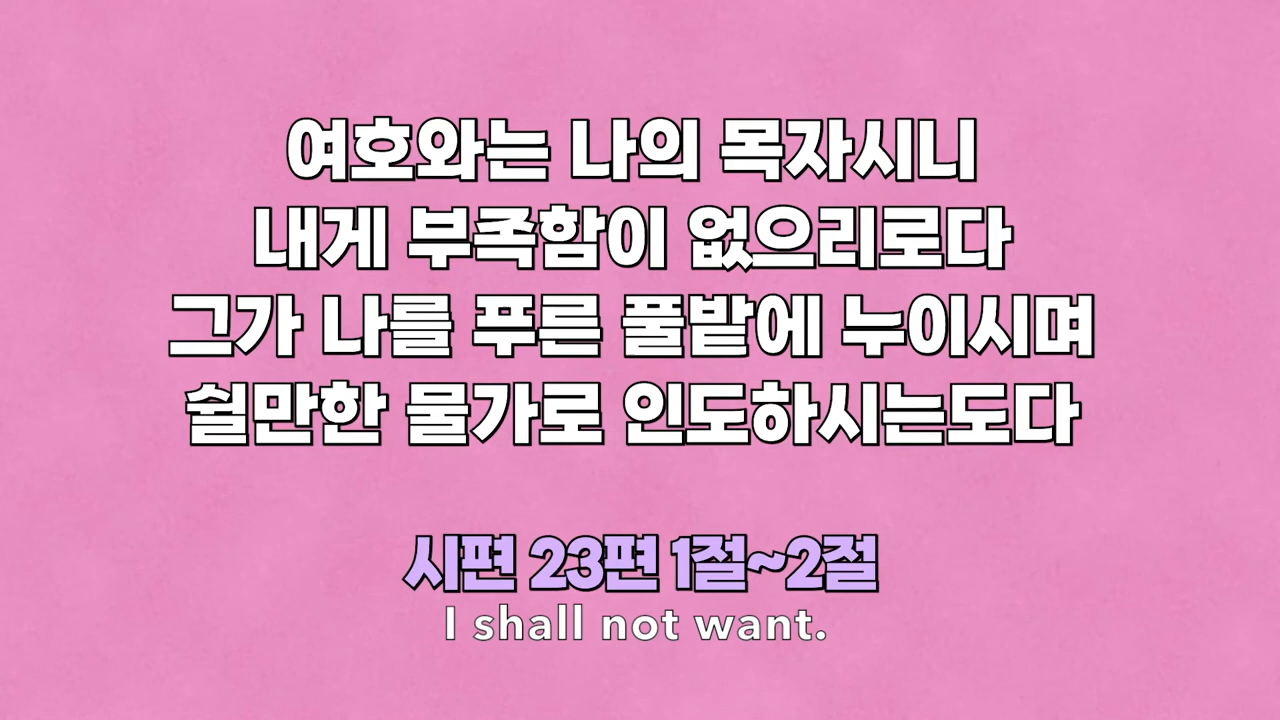 여호와는 나의 목자시니
내게 부족함이 없으리로다
그가 나를 푸른 풀밭에 누이시며
쉴만한 물가로 인도하시는도다
시편 23편 1절~2절
I shall not want.